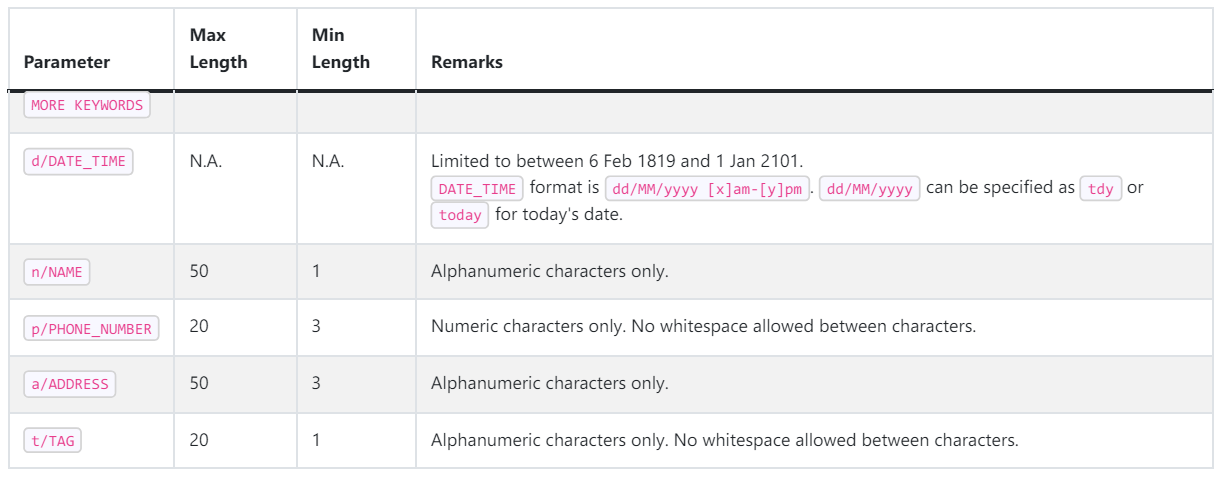 Parameter Max Length Min Length Remarks
MORE KEYWORDS
d/DATE_TIME N.A. N.A. Limited to between 6 Feb 1819 and 1 Jan 2101.
DATE_TIME format is dd/MM/yyyy [x]am-[y]pm. dd/MM/yyyy can be specified as tdy or
today for today's date.
n/NAME 50 1 Alphanumeric characters only.
p/PHONE_NUMBER 20 3 Numeric characters only. No whitespace allowed between characters.
a/ADDRESS 50 3 Alphanumeric characters only.
t/TAG 20 1 Alphanumeric characters only. No whitespace allowed between characters.